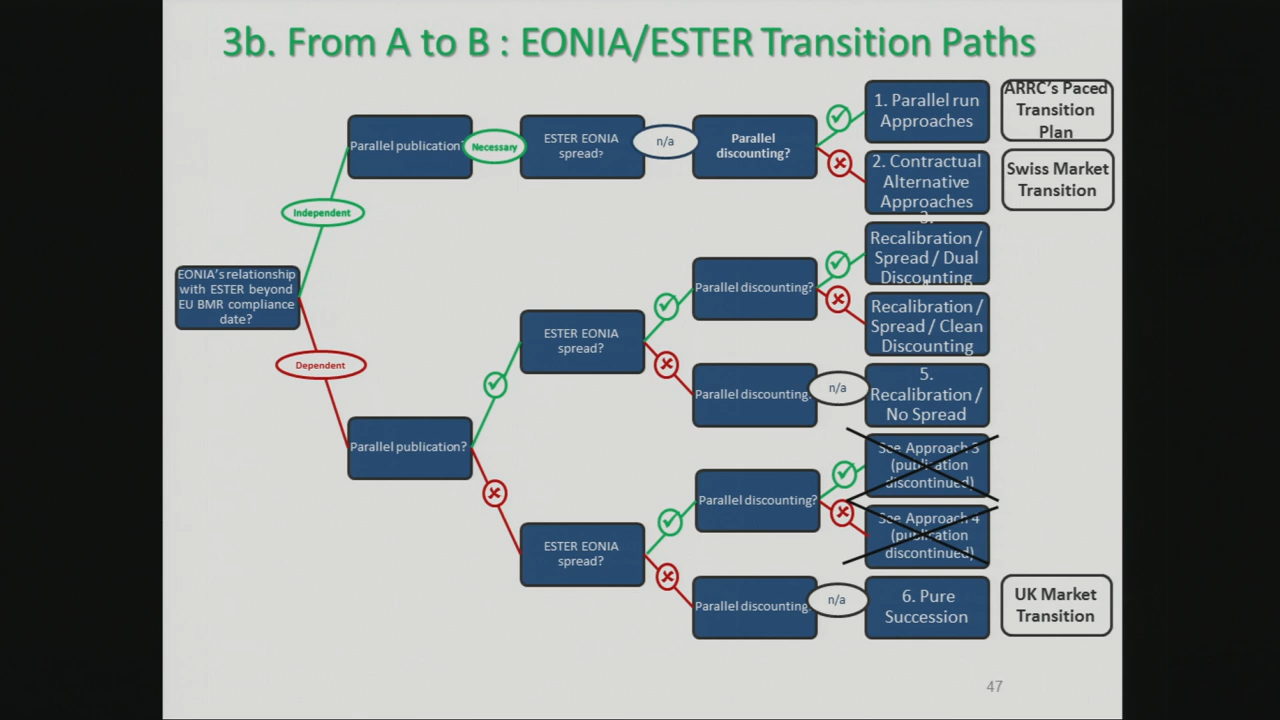 3b. From A to B : EONIA/ESTER Transition Paths
EONIA's relationship
with ESTER beyond
EU BMR compliance
date?
Independent
Dependent
Parallel publication
Necessary
ESTER EONIA
spread?
n/a
Parallel
discounting?
1. Parallel run
Approaches
ARRC's Paced
Transition
Plan
2. Contractual
Alternative
Approaches
Swiss Market
Transition
Parallel publication?
ESTER EONIA
spread?
Parallel discounting?
3.
Recalibration /
Spread / Dual
Discounting
Recalibration /
Spread / Clean
Discounting
Parallel discounting
n/a
5.
Recalibration /
No Spread
ESTER EONIA
spread?
Parallel discounting?
See Approach 3
(publication
discontinued)
See Approach 4
(publication
discontinued)
Parallel discounting
n/a
6. Pure
Succession
UK Market
Transition
47